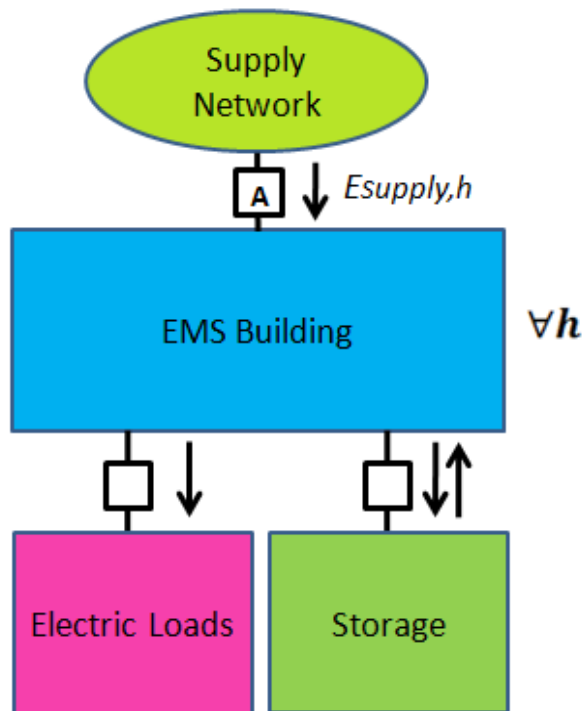 Supply
Network
A
Esupply,h
EMS Building
∀h
Electric Loads
Storage